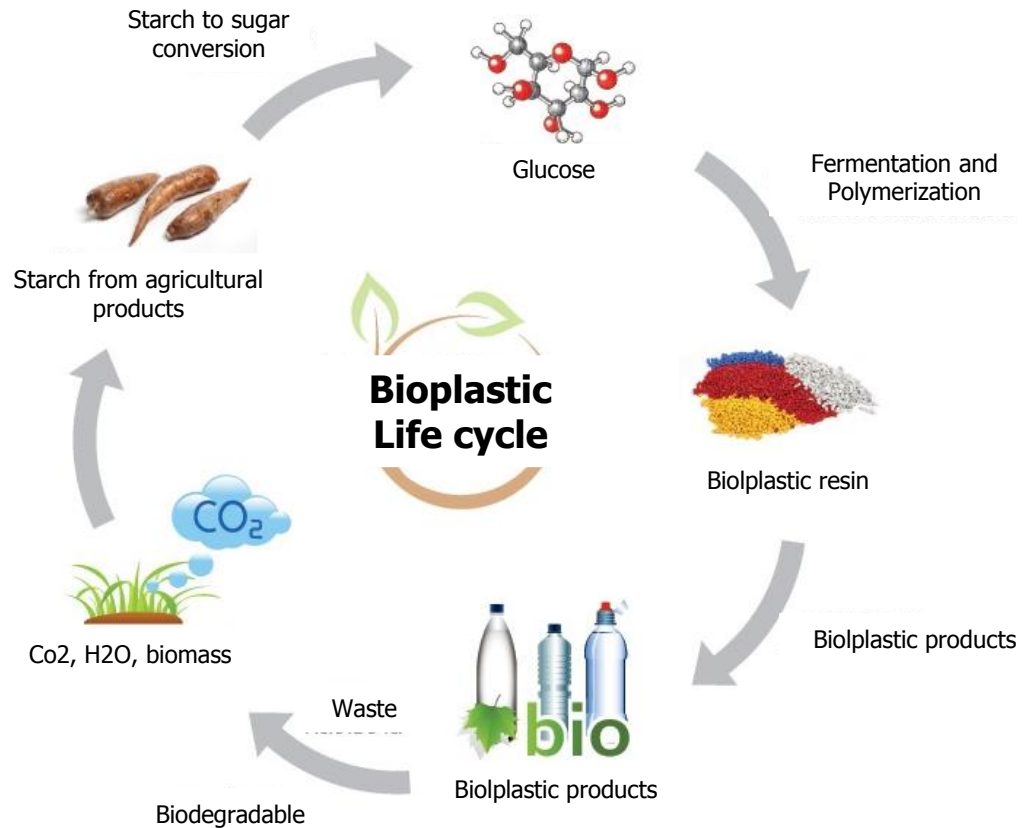 Starch to sugar
conversion
Glucose
Fermentation and
Polymerization
Starch from agricultural
products
Bioplastic
Life cycle
Biolplastic resin
CO2
Co2, H2O, biomass
Biolplastic products
bio
Waste
Biolplastic products
Biodegradable